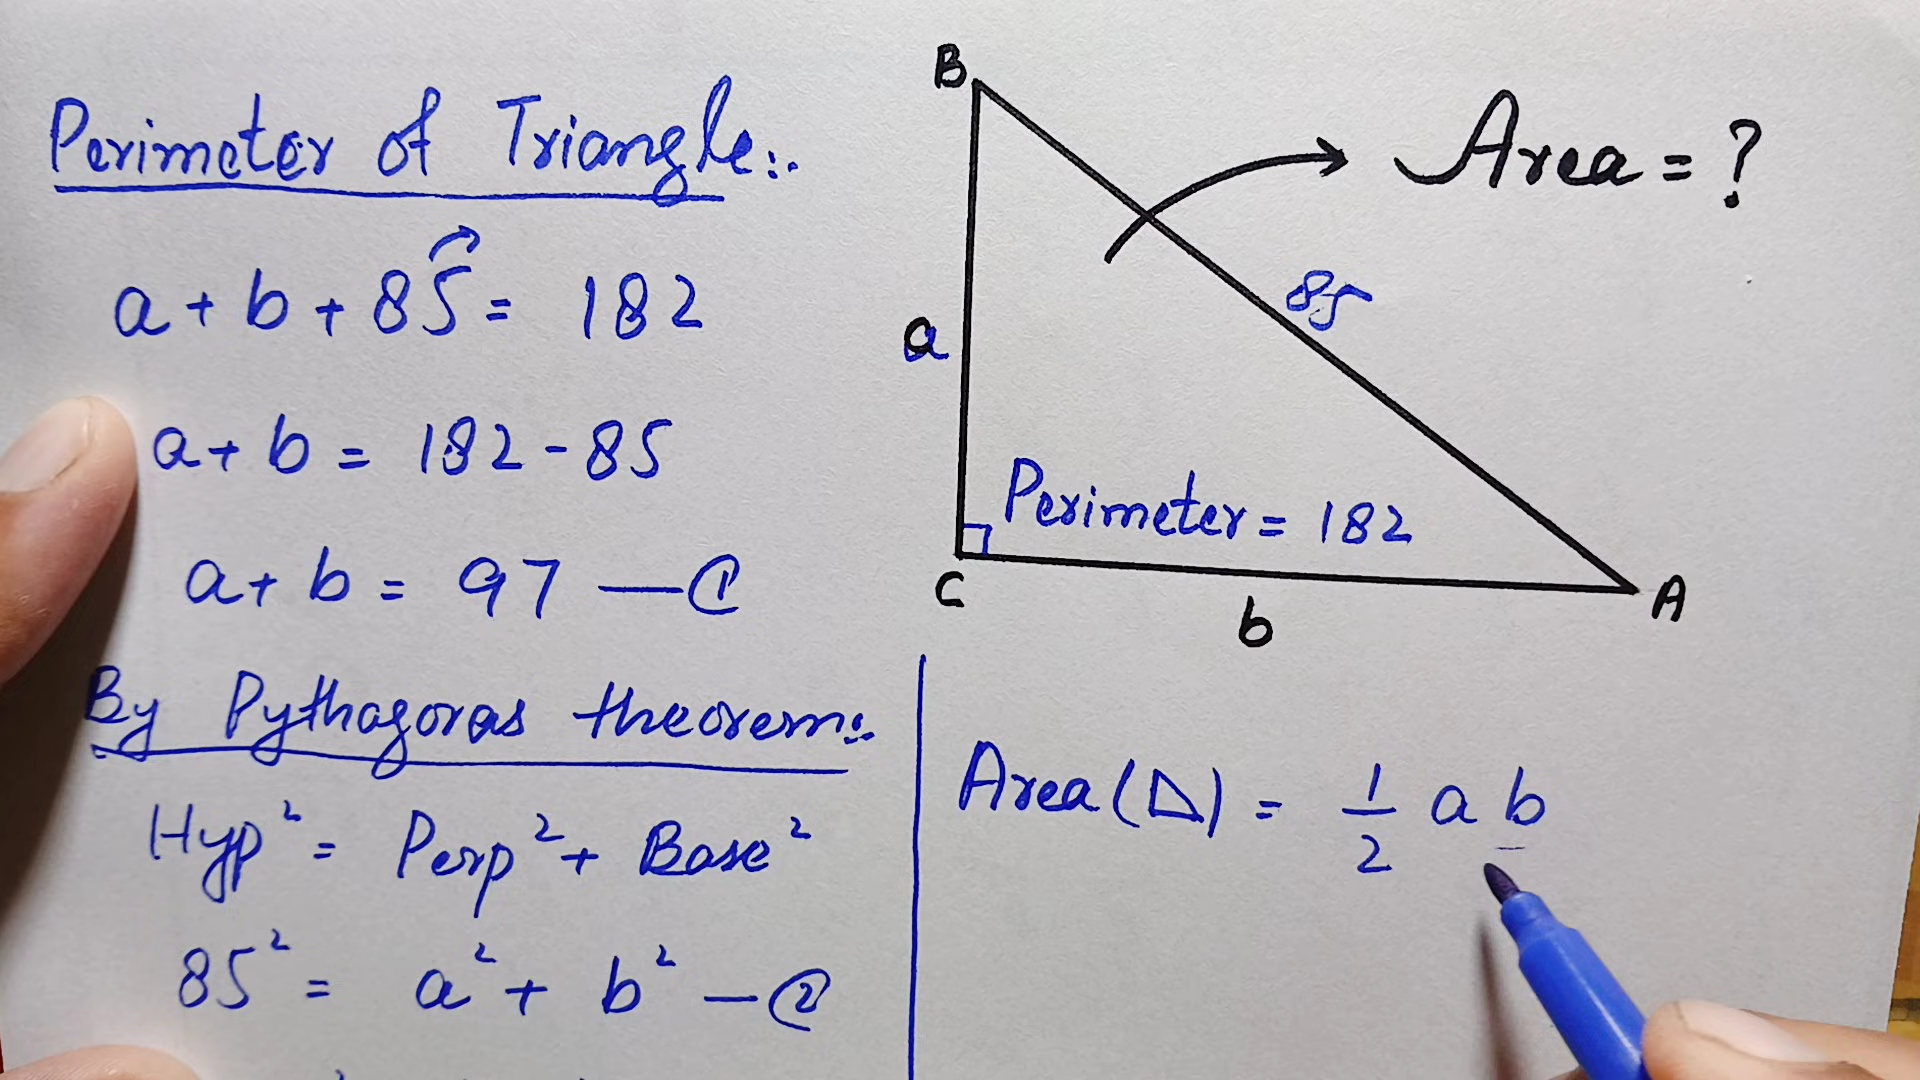 Perimeter of Triangle:.
a + b + 85 = 182
a + b = 182 - 85
a + b = 97 — ①
By Pythagoras theorem:.
Hyp² = Perp² + Base²
85² = a² + b² — ②
B
Area = ?
85
a
Perimeter = 182
C
A
b
Area (△) = 1/2 a b